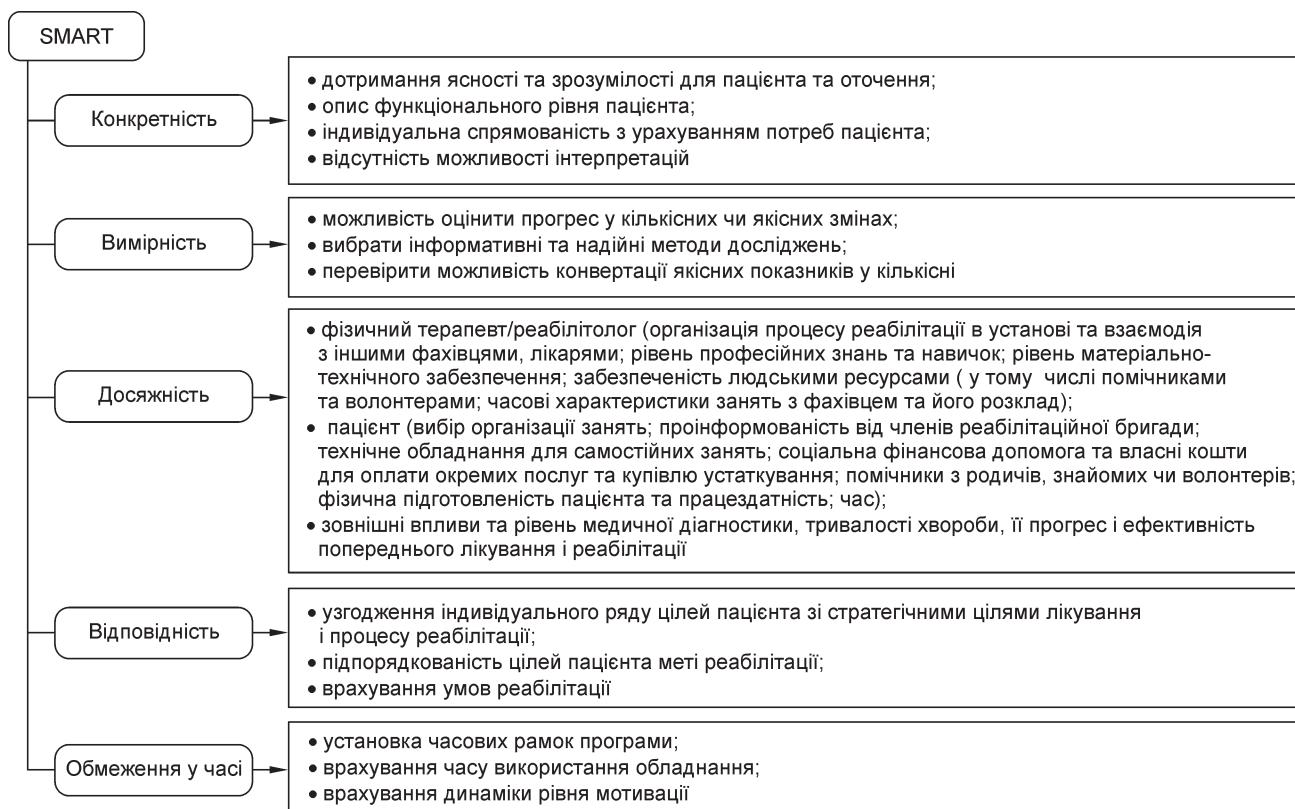 SMART
Конкретність
• дотримання ясності та зрозумілості для пацієнта та оточення;
• опис функціонального рівня пацієнта;
• індивідуальна спрямованість з урахуванням потреб пацієнта;
• відсутність можливості інтерпретацій
Вимірність
• можливість оцінити прогрес у кількісних чи якісних змінах;
• вибрати інформативні та надійні методи досліджень;
• перевірити можливість конвертації якісних показників у кількісні
Досяжність
• фізичний терапевт/реабілітолог (організація процесу реабілітації в установі та взаємодія
з іншими фахівцями, лікарями; рівень професійних знань та навичок; рівень матеріально-
технічного забезпечення; забезпеченість людськими ресурсами ( у тому числі помічниками
та волонтерами; часові характеристики занять з фахівцем та його розклад);
• пацієнт (вибір організації занять; проінформованість від членів реабілітаційної бригади;
технічне обладнання для самостійних занять; соціальна фінансова допомога та власні кошти
для оплати окремих послуг та купівлю устаткування; помічники з родичів, знайомих чи волонтерів;
фізична підготовленість пацієнта та працездатність; час);
• зовнішні впливи та рівень медичної діагностики, тривалості хвороби, її прогрес і ефективність
попереднього лікування і реабілітації
Відповідність
• узгодження індивідуального ряду цілей пацієнта зі стратегічними цілями лікування
і процесу реабілітації;
• підпорядкованість цілей пацієнта меті реабілітації;
• врахування умов реабілітації
Обмеження у часі
• установка часових рамок програми;
• врахування часу використання обладнання;
• врахування динаміки рівня мотивації